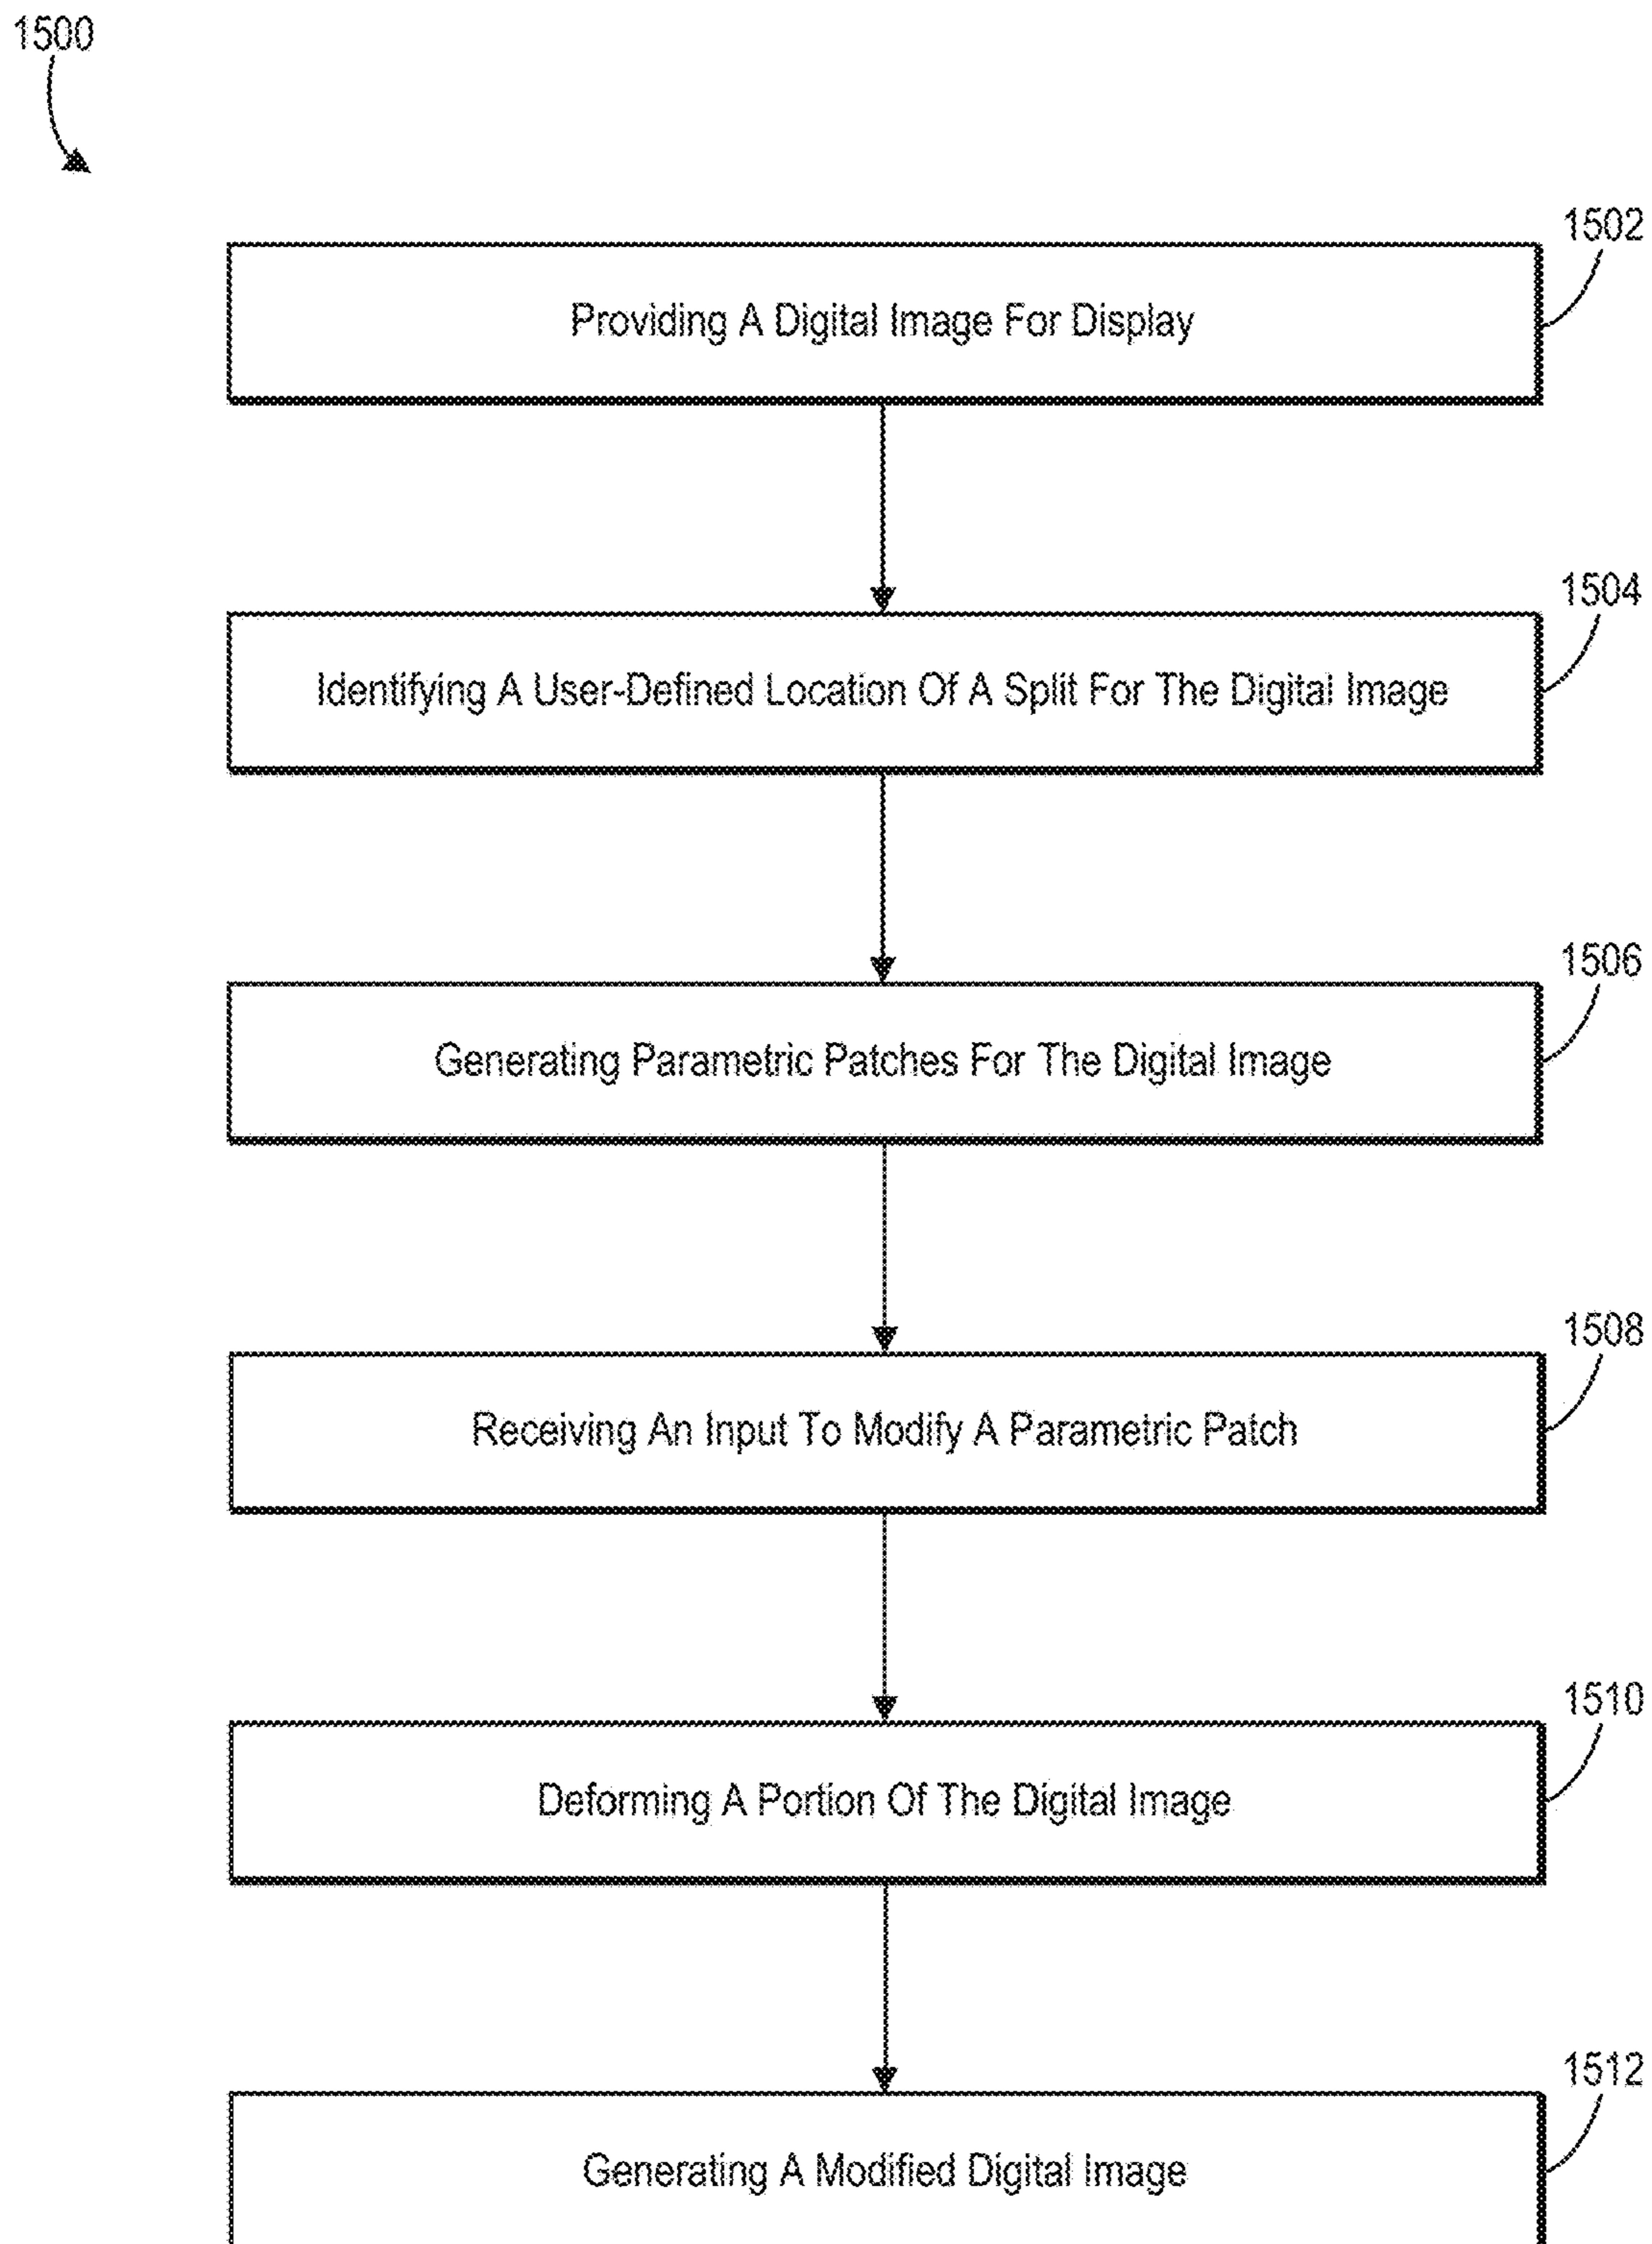 1500
1502
Providing A Digital Image For Display
1504
Identifying A User-Defined Location Of A Split For The Digital Image
1506
Generating Parametric Patches For The Digital Image
1508
Receiving An Input To Modify A Parametric Patch
1510
Deforming A Portion Of The Digital Image
1512
Generating A Modified Digital Image